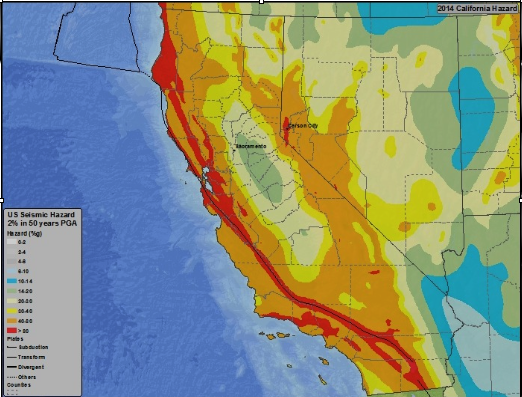 2014 California Hazard
Carson City
Sacramento
US Seismic Hazard
2% in 50 years PGA
Hazard (%g)
0-2
2-4
4-6
6-10
10-14
14-20
20-30
30-40
40-80
> 80
Plates
Subduction
Transform
Divergent
Others
Counties